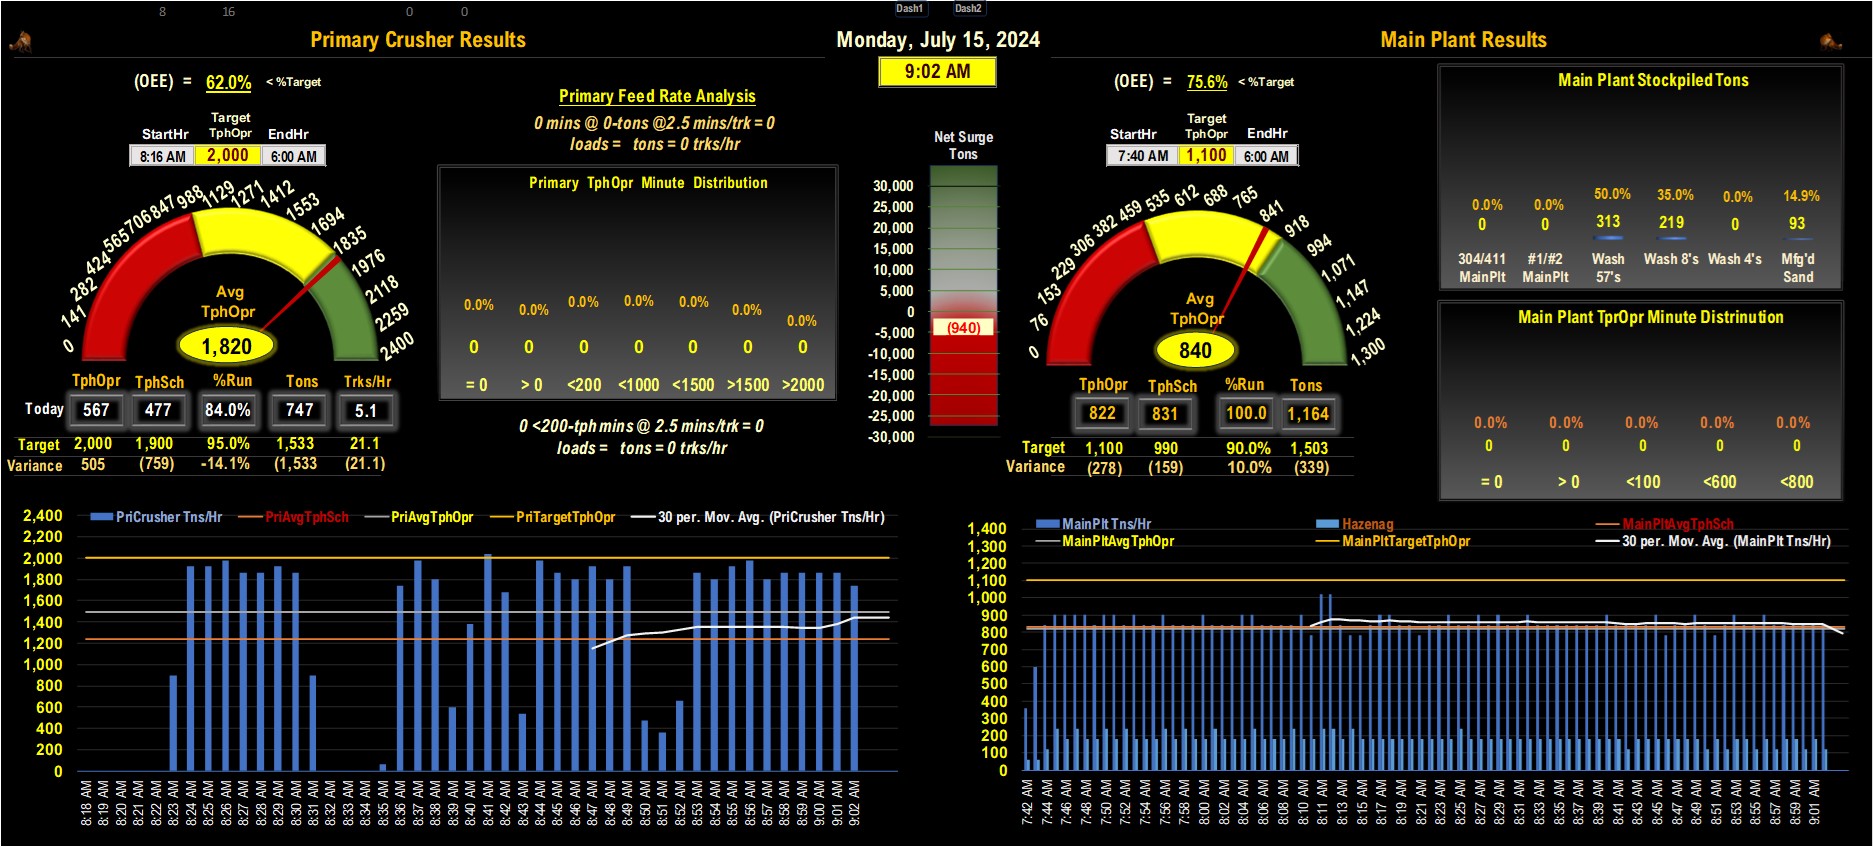 8 16 0 0 Dash1 Dash2
Primary Crusher Results
Monday, July 15, 2024
Main Plant Results
9:02 AM
(OEE) = 62.0% < %Target
Target
StartHr TphOpr EndHr
8:16 AM 2,000 6:00 AM
0 141 282 424 565 706 847 988 1129 1271 1412 1553 1694 1835 1976 2118 2259 2400
Avg
TphOpr
1,820
TphOpr TphSch %Run Tons Trks/Hr
Today 567 477 84.0% 747 5.1
Target 2,000 1,900 95.0% 1,533 21.1
Variance 505 (759) -14.1% (1,533 (21.1)
Primary Feed Rate Analysis
0 mins @ 0-tons @2.5 mins/trk = 0
loads = tons = 0 trks/hr
Primary TphOpr Minute Distribution
0.0% 0.0% 0.0% 0.0% 0.0% 0.0% 0.0%
0 0 0 0 0 0 0
= 0 > 0 <200 <1000 <1500 >1500 >2000
0 <200-tph mins @ 2.5 mins/trk = 0
loads = tons = 0 trks/hr
Net Surge
Tons
30,000
25,000
20,000
15,000
10,000
5,000
0
(940)
-5,000
-10,000
-15,000
-20,000
-25,000
-30,000
(OEE) = 75.6% < %Target
Target
StartHr TphOpr EndHr
7:40 AM 1,100 6:00 AM
0 76 153 229 306 382 459 535 612 688 765 841 918 994 1,071 1,147 1,224 1,300
Avg
TphOpr
840
TphOpr TphSch %Run Tons
822 831 100.0 1,164
Target 1,100 990 90.0% 1,503
Variance (278) (159) 10.0% (339)
Main Plant Stockpiled Tons
0.0% 0.0% 50.0% 35.0% 0.0% 14.9%
0 0 313 219 0 93
304/411 #1/#2 Wash Wash 8's Wash 4's Mfg'd
MainPlt MainPlt 57's Sand
Main Plant TprOpr Minute Distrinution
0.0% 0.0% 0.0% 0.0% 0.0%
0 0 0 0 0
= 0 > 0 <100 <600 <800
PriCrusher Tns/Hr PriAvgTphSch PriAvgTphOpr PriTargetTphOpr 30 per. Mov. Avg. (PriCrusher Tns/Hr)
2,400
2,200
2,000
1,800
1,600
1,400
1,200
1,000
800
600
400
200
0
8:18 AM 8:19 AM 8:20 AM 8:21 AM 8:22 AM 8:23 AM 8:24 AM 8:25 AM 8:26 AM 8:27 AM 8:28 AM 8:29 AM 8:30 AM 8:31 AM 8:32 AM 8:33 AM 8:34 AM 8:35 AM 8:36 AM 8:37 AM 8:38 AM 8:39 AM 8:40 AM 8:41 AM 8:42 AM 8:43 AM 8:44 AM 8:45 AM 8:46 AM 8:47 AM 8:48 AM 8:49 AM 8:50 AM 8:51 AM 8:52 AM 8:53 AM 8:54 AM 8:55 AM 8:56 AM 8:57 AM 8:58 AM 8:59 AM 9:00 AM 9:01 AM 9:02 AM
MainPlt Tns/Hr Hazenag MainPltAvgTphSch
MainPltAvgTphOpr MainPltTargetTphOpr 30 per. Mov. Avg. (MainPlt Tns/Hr)
1,400
1,300
1,200
1,100
1,000
900
800
700
600
500
400
300
200
100
0
7:42 AM 7:44 AM 7:46 AM 7:48 AM 7:50 AM 7:52 AM 7:54 AM 7:56 AM 7:58 AM 8:00 AM 8:02 AM 8:04 AM 8:06 AM 8:08 AM 8:10 AM 8:11 AM 8:13 AM 8:15 AM 8:17 AM 8:19 AM 8:21 AM 8:23 AM 8:25 AM 8:27 AM 8:29 AM 8:31 AM 8:33 AM 8:35 AM 8:37 AM 8:39 AM 8:41 AM 8:43 AM 8:45 AM 8:47 AM 8:49 AM 8:51 AM 8:53 AM 8:55 AM 8:57 AM 8:59 AM 9:01 AM